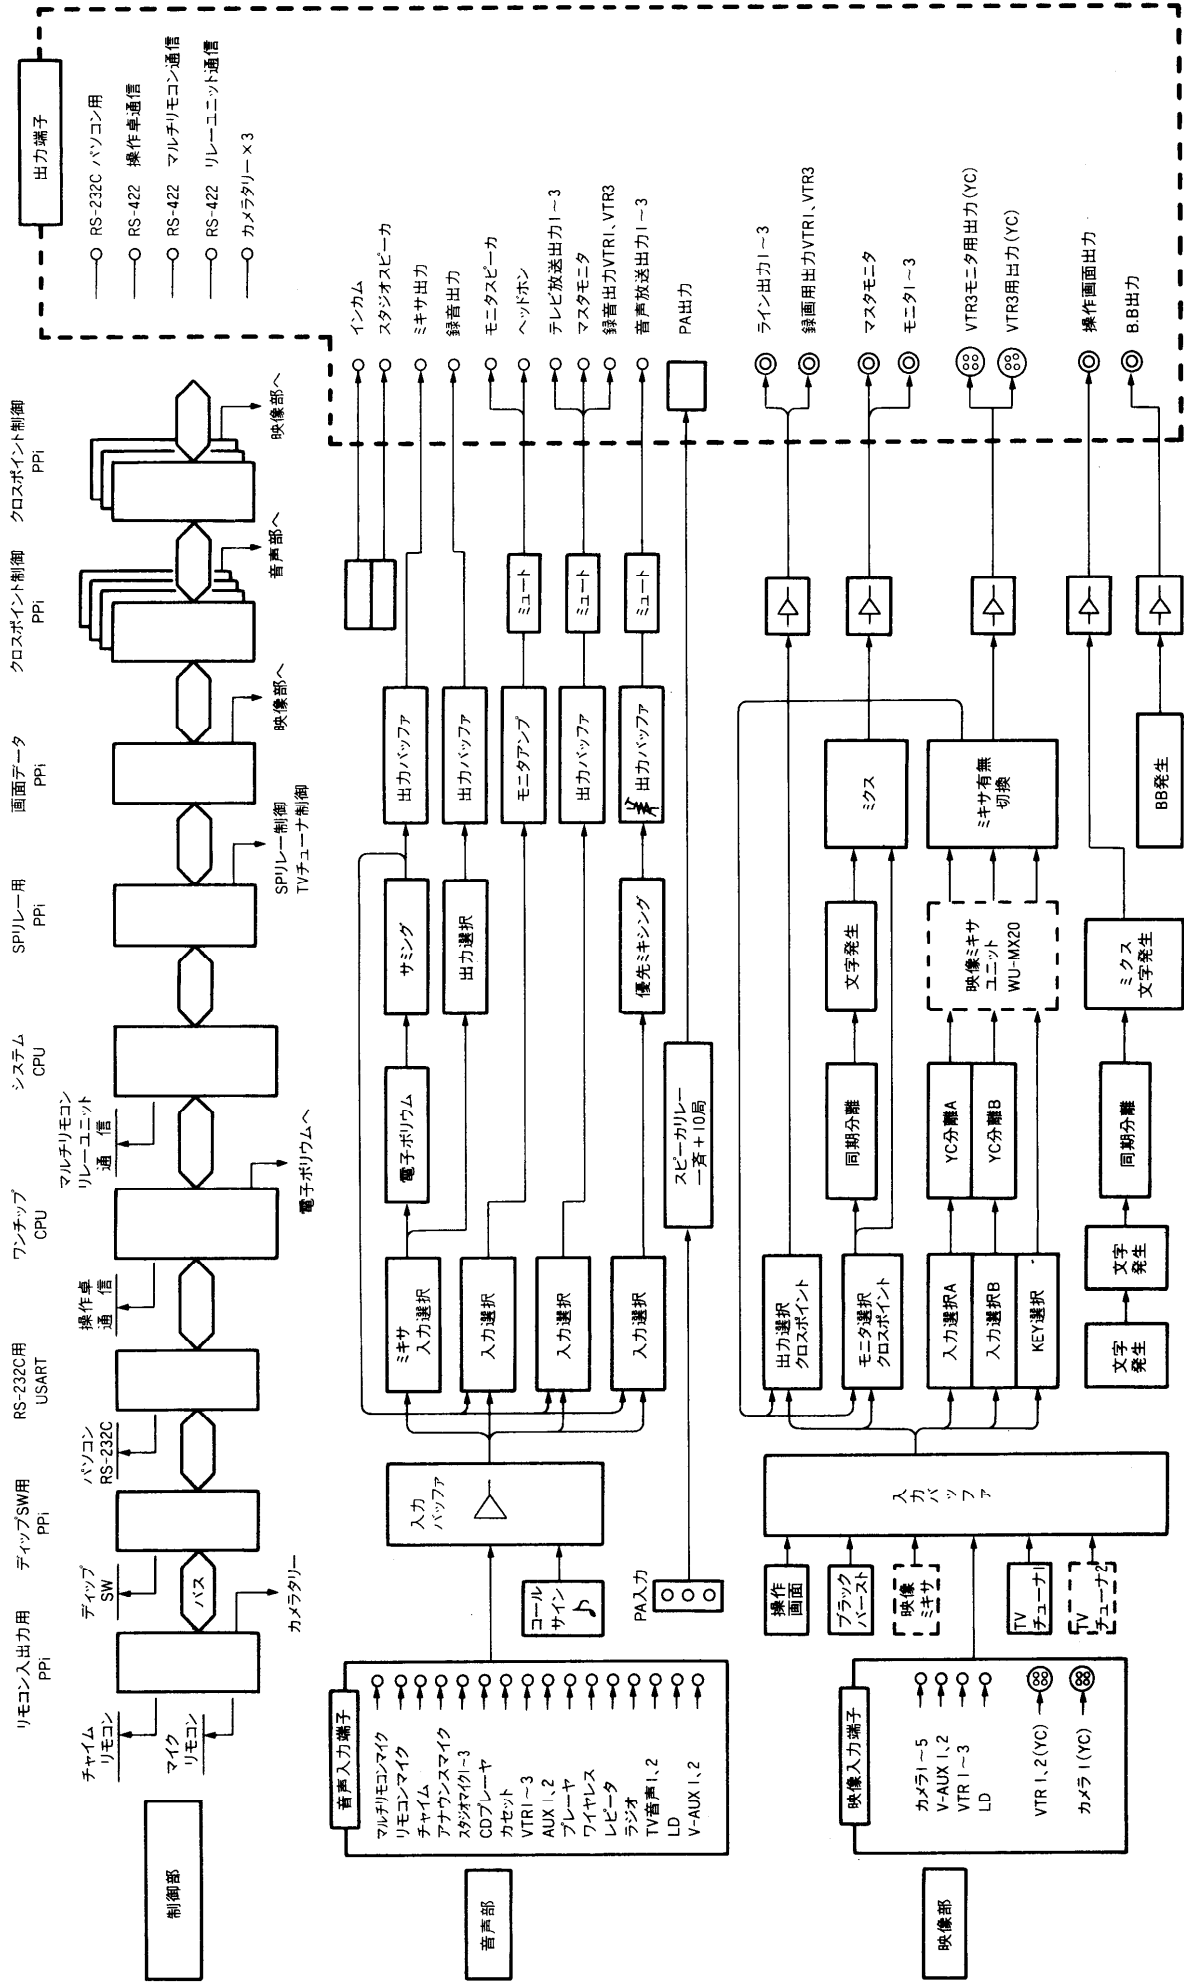 制御部
チャイム
リモコン
マイク
リモコン
リモコン入出力用
PPi
カメラタリー
バス
ディップ
SW
ディップSW用
PPi
パソコン
RS-232C
RS-232C用
USART
操作卓
通信
ワンチップ
CPU
電子ボリウムへ
マルチリモコン
リレーユニット
通信
システム
CPU
SPリレー用
PPi
SPリレー制御
TVチューナ制御
画面データ
PPi
映像部へ
クロスポイント制御
PPi
音声部へ
クロスポイント制御
PPi
映像部へ
出力端子
RS-232C パソコン用
RS-422 操作卓通信
RS-422 マルチリモコン通信
RS-422 リレーユニット通信
カメラタリー×3
音声部
音声入力端子
マルチリモコンマイク
リモコンマイク
チャイム
アナウンスマイク
スタジオマイク1~3
CDプレーヤ
カセット
VTR1~3
AUX 1、2
プレーヤ
ワイヤレス
レピータ
ラジオ
TV音声1、2
LD
V-AUX 1、2
コール
サイン
PA入力
入力
バッファ
ミキサ
入力選択
入力選択
入力選択
入力選択
電子ボリウム
サミング
出力選択
優先ミキシング
スピーカリレー
一斉+10局
出力バッファ
出力バッファ
モニタアンプ
出力バッファ
出力バッファ
ミュート
ミュート
ミュート
インカム
スタジオスピーカ
ミキサ出力
録音出力
モニタスピーカ
ヘッドホン
テレビ放送出力1~3
マスタモニタ
録音出力VTR1、VTR3
音声放送出力1~3
PA出力
映像部
映像入力端子
カメラ1~5
V-AUX 1、2
VTR 1~3
LD
VTR 1、2(YC)
カメラ1(YC)
操作
画面
ブラック
バースト
映像
ミキサ
TV
チューナ1
TV
チューナ2
入力バッファ
出力選択
クロスポイント
モニタ選択
クロスポイント
入力選択A
入力選択B
KEY選択
文字
発生
文字
発生
同期分離
YC分離A
YC分離B
同期分離
文字発生
映像ミキサ
ユニット
WU-MX20
ミクス
文字発生
ミクス
ミキサ有無
切換
BB発生
ライン出力1~3
録画用出力VTR1、VTR3
マスタモニタ
モニタ1~3
VTR3モニタ用出力(YC)
VTR3用出力(YC)
操作画面出力
B.B出力